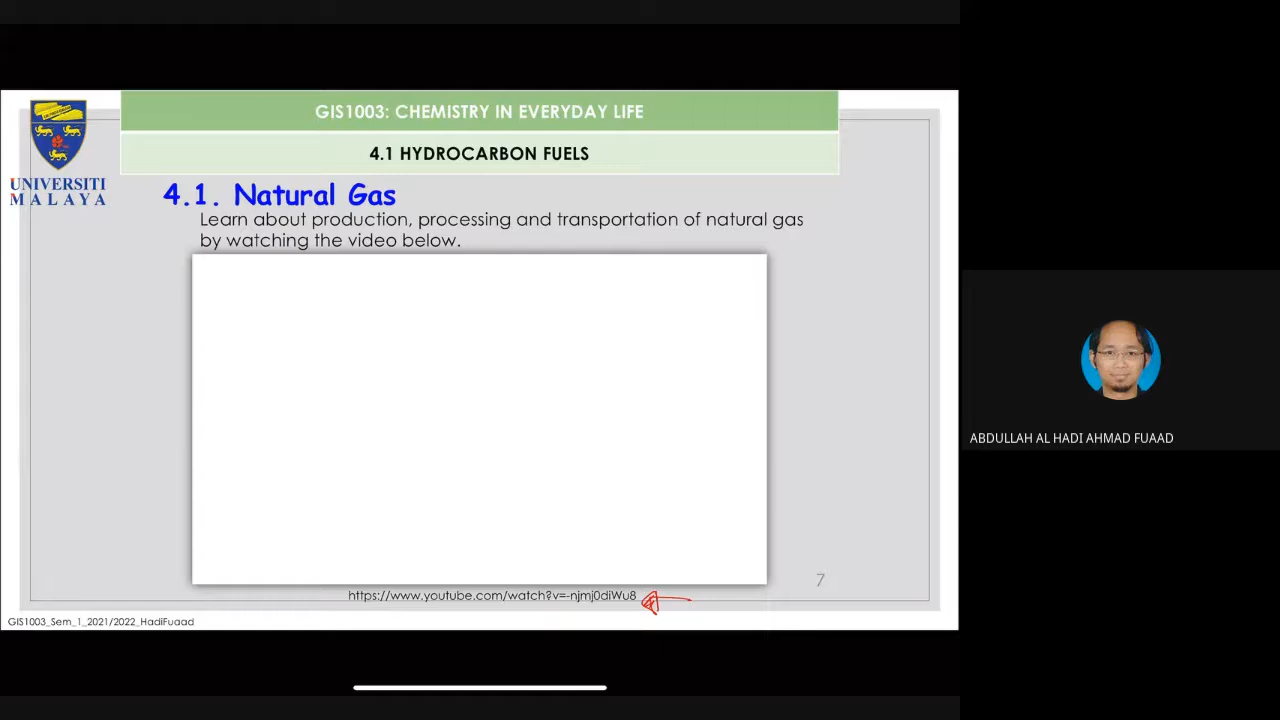 GIS1003: CHEMISTRY IN EVERYDAY LIFE
4.1 HYDROCARBON FUELS
UNIVERSITI
MALAYA
4.1. Natural Gas
Learn about production, processing and transportation of natural gas
by watching the video below.
7
https://www.youtube.com/watch?v=-njmj0diWu8
GIS1003_Sem_1_2021/2022_HadiFuaad
ABDULLAH AL HADI AHMAD FUAAD